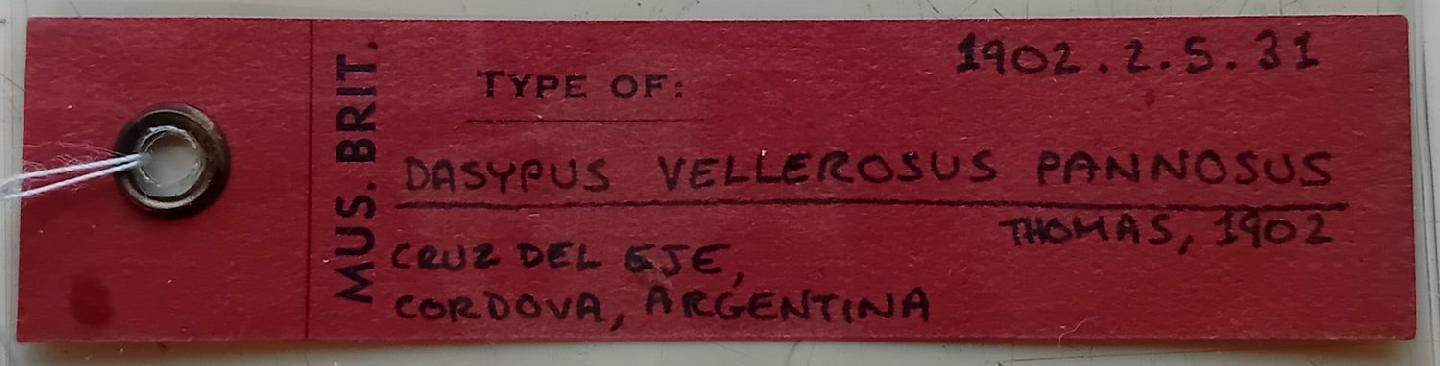 MUS. BRIT.
TYPE OF:
1902.2.5.31
DASYPUS VELLEROSUS PANNOSUS
THOMAS, 1902
CRUZ DEL EJE,
CORDOVA, ARGENTINA